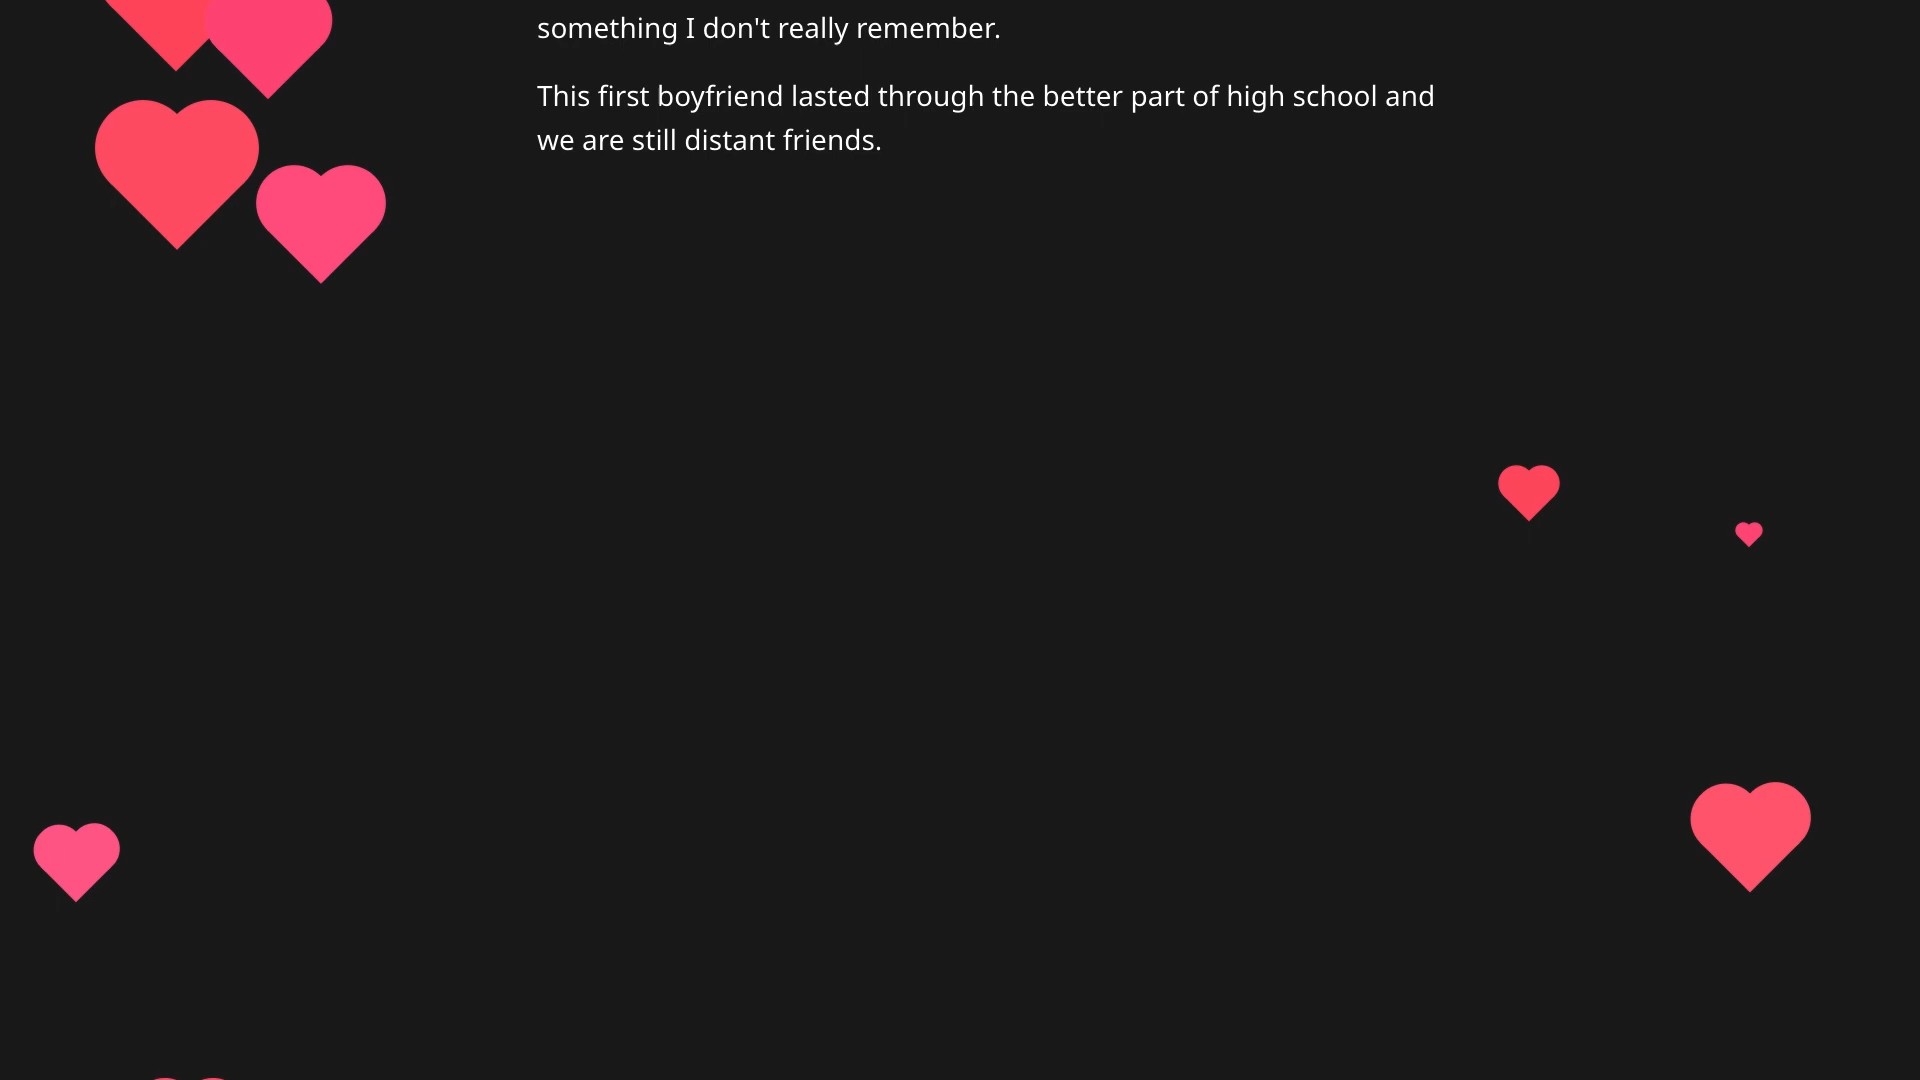 something I don't really remember.
This first boyfriend lasted through the better part of high school and
we are still distant friends.